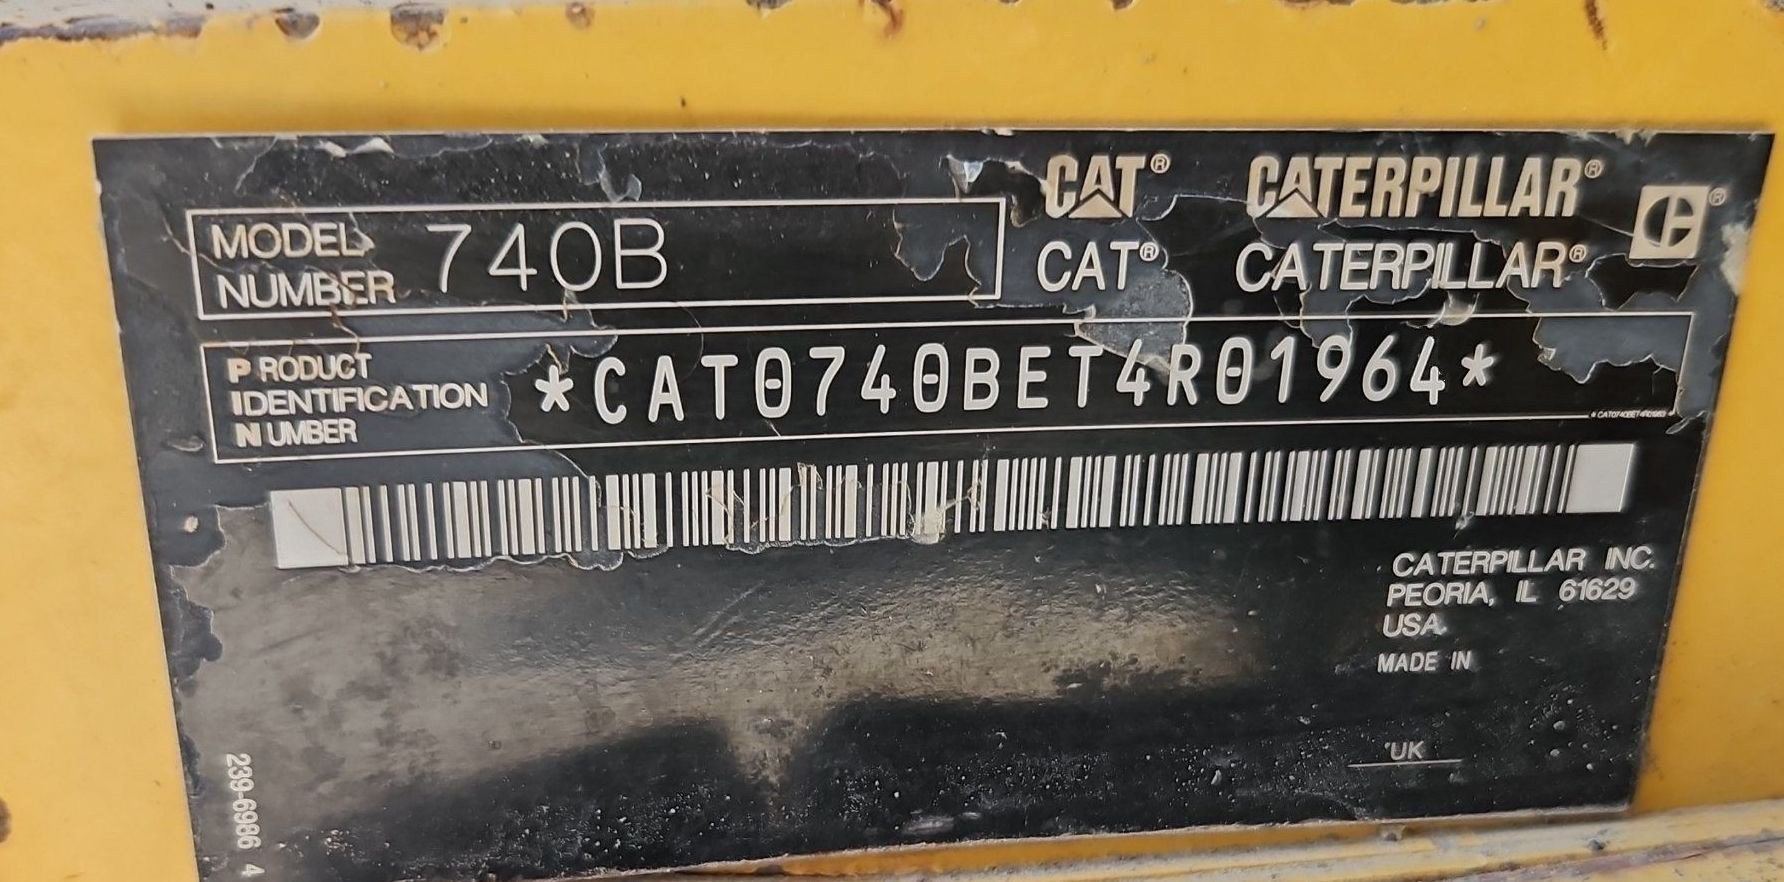 CAT® CATERPILLAR® C®
MODEL NUMBER 740B
CAT® CATERPILLAR®
PRODUCT
IDENTIFICATION
NUMBER
*CAT0740BET4R01964*
CATERPILLAR INC.
PEORIA, IL 61629
USA
MADE IN
UK
239-6986 4